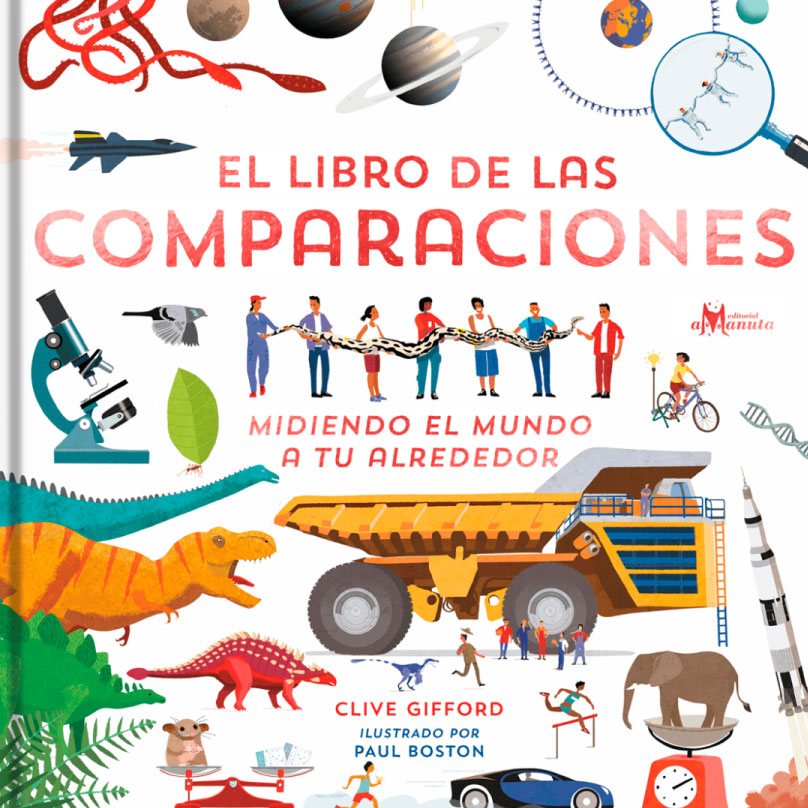 EL LIBRO DE LAS
COMPARACIONES
editorial
aManuta
MIDIENDO EL MUNDO
A TU ALREDEDOR
CLIVE GIFFORD
ILUSTRADO POR
PAUL BOSTON